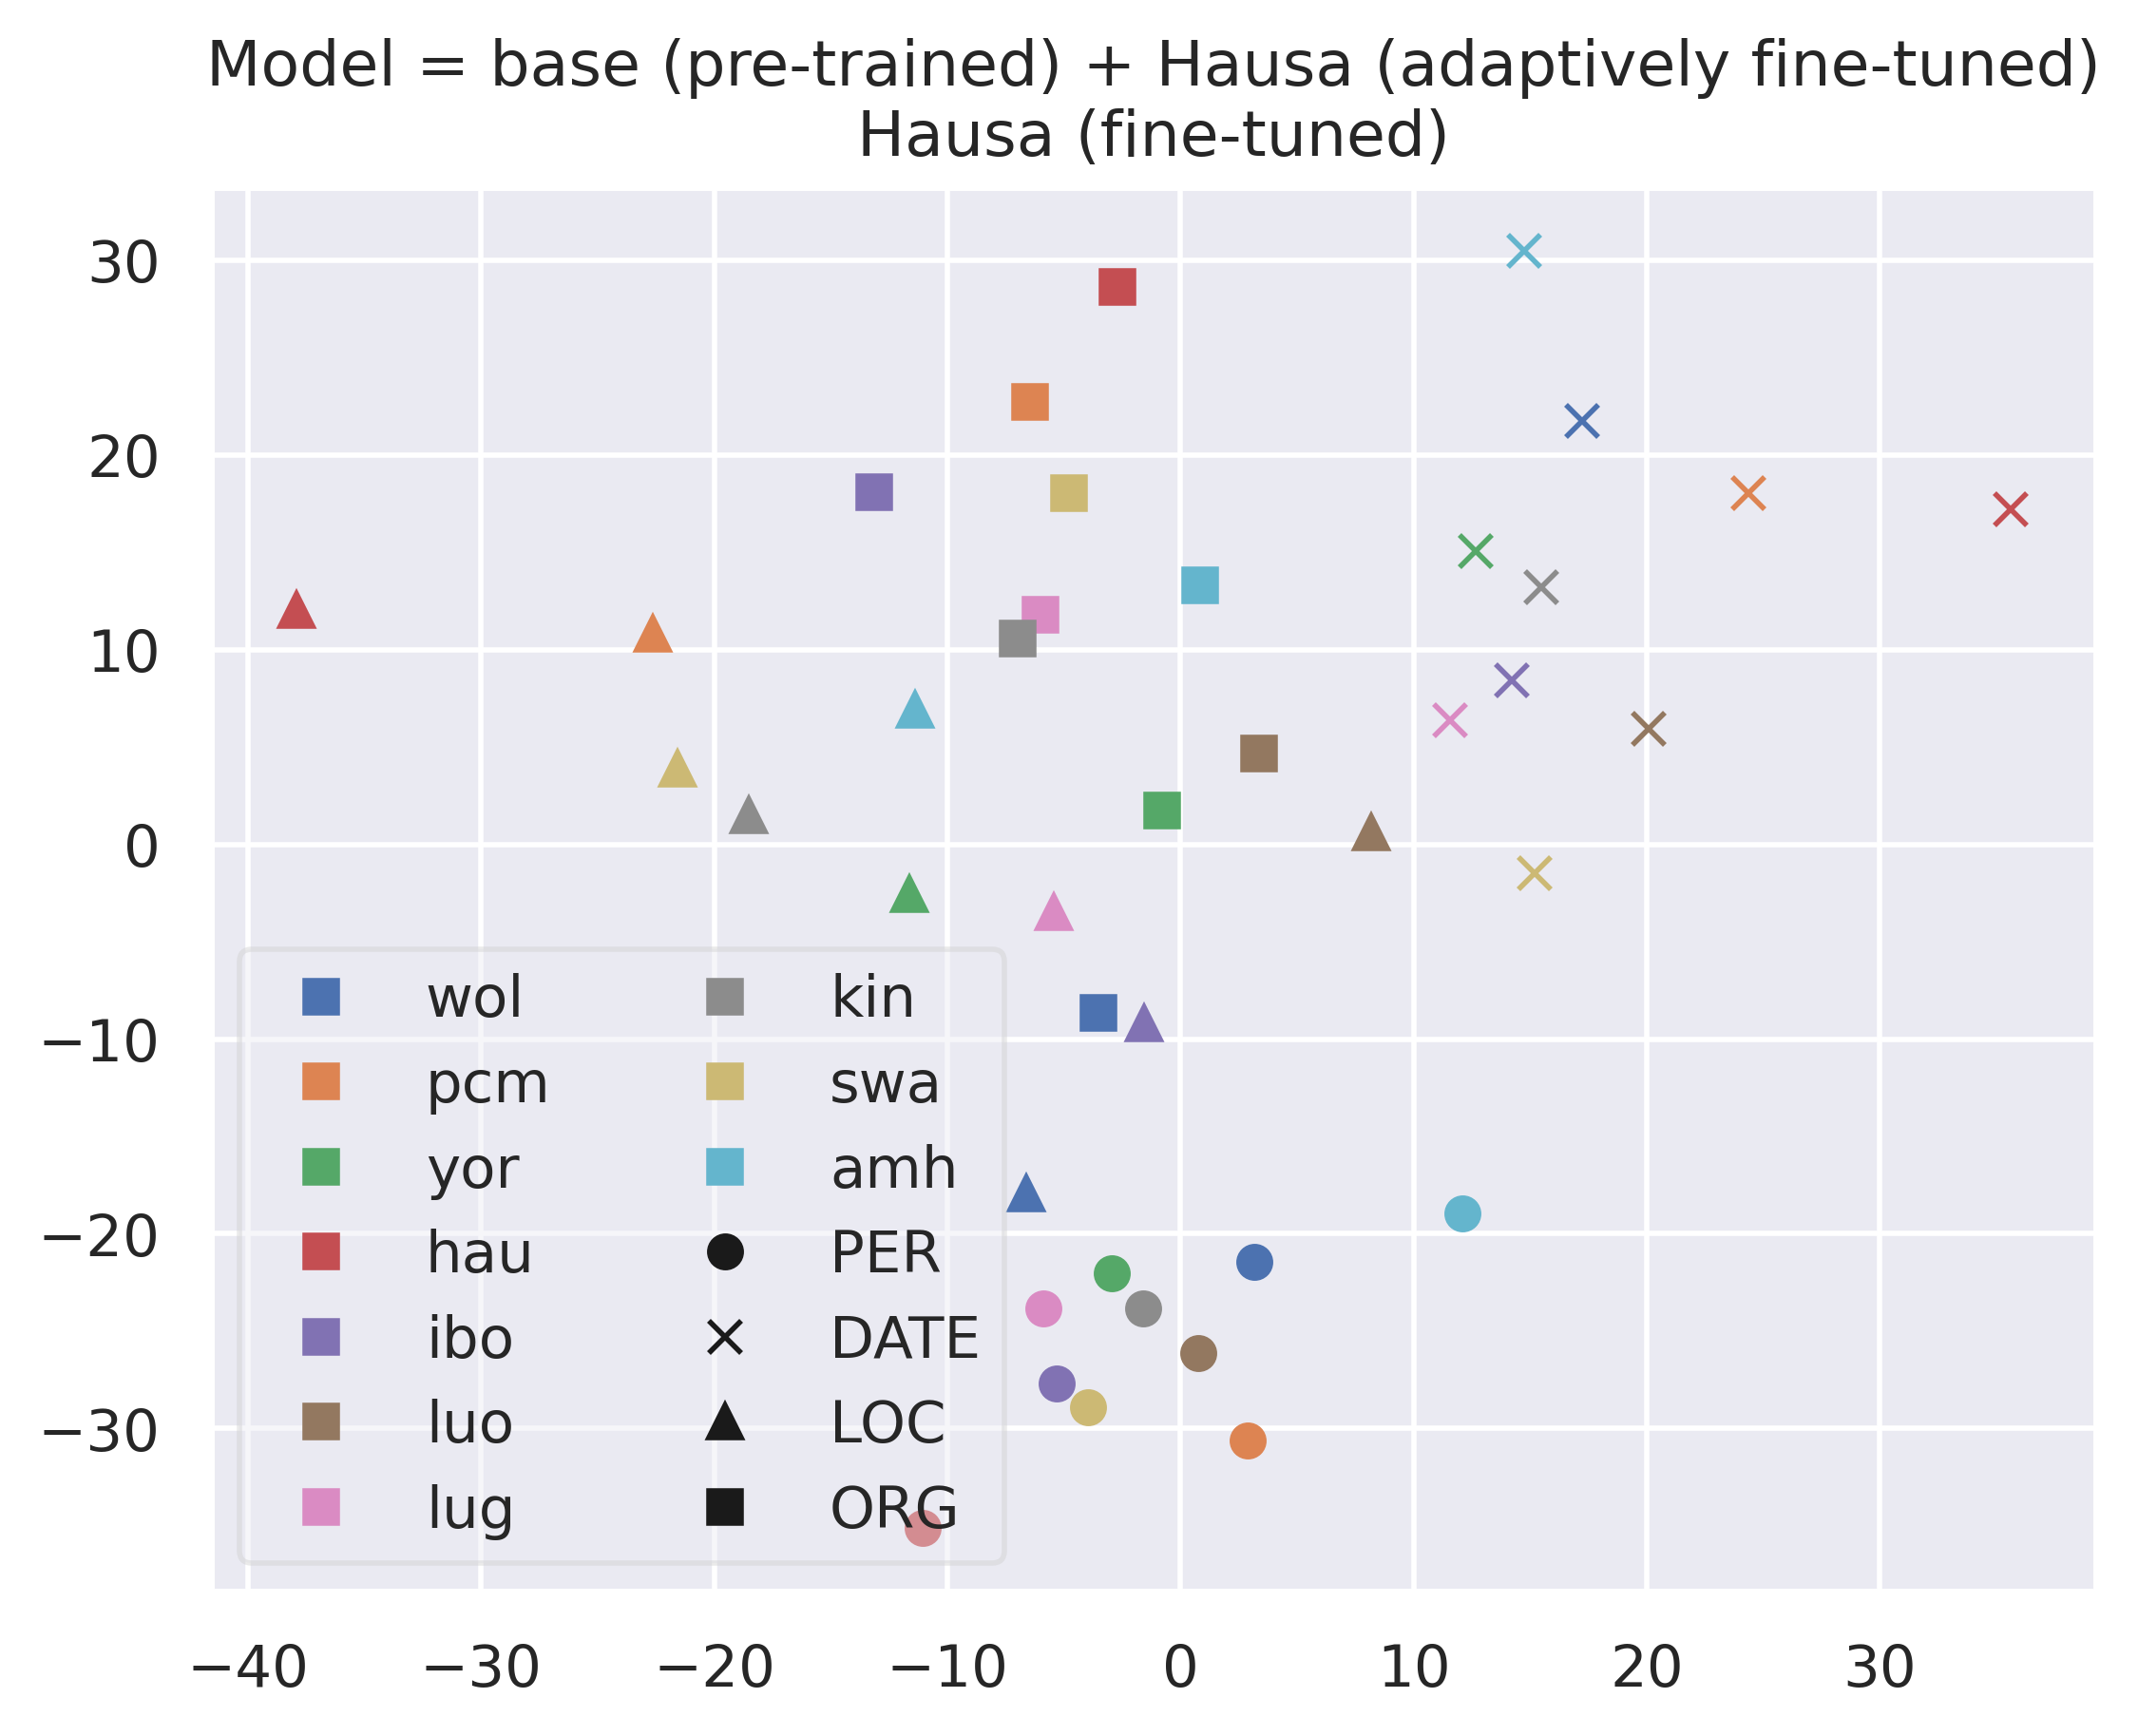 Model = base (pre-trained) + Hausa (adaptively fine-tuned)
Hausa (fine-tuned)
30
20
10
0
−10
−20
−30
wol
pcm
yor
hau
ibo
luo
lug
kin
swa
amh
PER
DATE
LOC
ORG
−40 −30 −20 −10 0 10 20 30